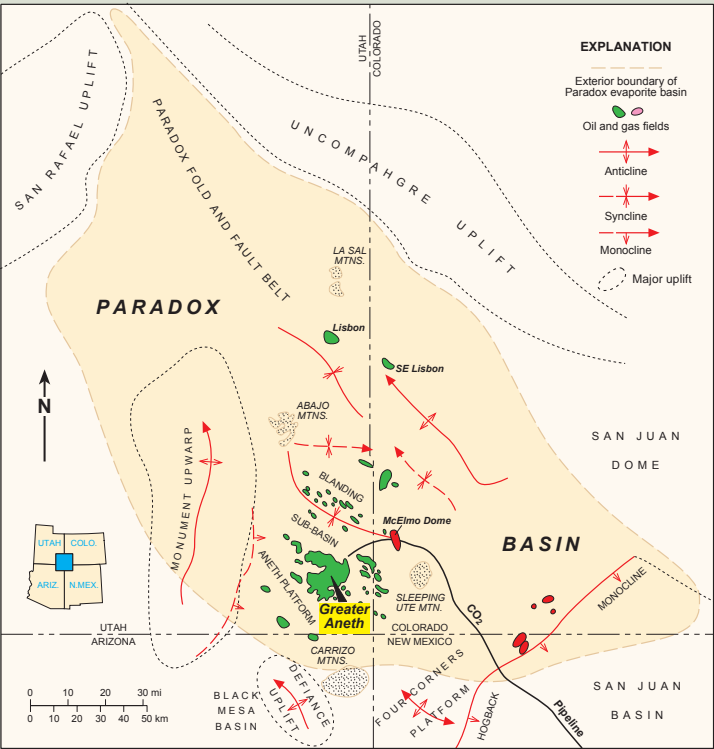 UTAH
COLORADO
EXPLANATION
Exterior boundary of
Paradox evaporite basin
Oil and gas fields
Anticline
Syncline
Monocline
Major uplift
SAN RAFAEL UPLIFT
PARADOX FOLD AND FAULT BELT
UNCOMPAHGRE UPLIFT
LA SAL
MTNS.
PARADOX
Lisbon
SE Lisbon
N
ABAJO
MTNS.
SAN JUAN
DOME
MONUMENT UPWARP
BLANDING
SUB-BASIN
McElmo Dome
BASIN
UTAH
COLO.
ARIZ.
N.MEX.
ANETH PLATFORM
SLEEPING
UTE MTN.
MONOCLINE
Greater
Aneth
CO2
UTAH
ARIZONA
COLORADO
NEW MEXICO
CARRIZO
MTNS.
0 10 20 30 mi
0 10 20 30 40 50 km
BLACK
MESA
BASIN
DEFIANCE
UPLIFT
FOUR CORNERS
PLATFORM
HOGBACK
Pipeline
SAN JUAN
BASIN